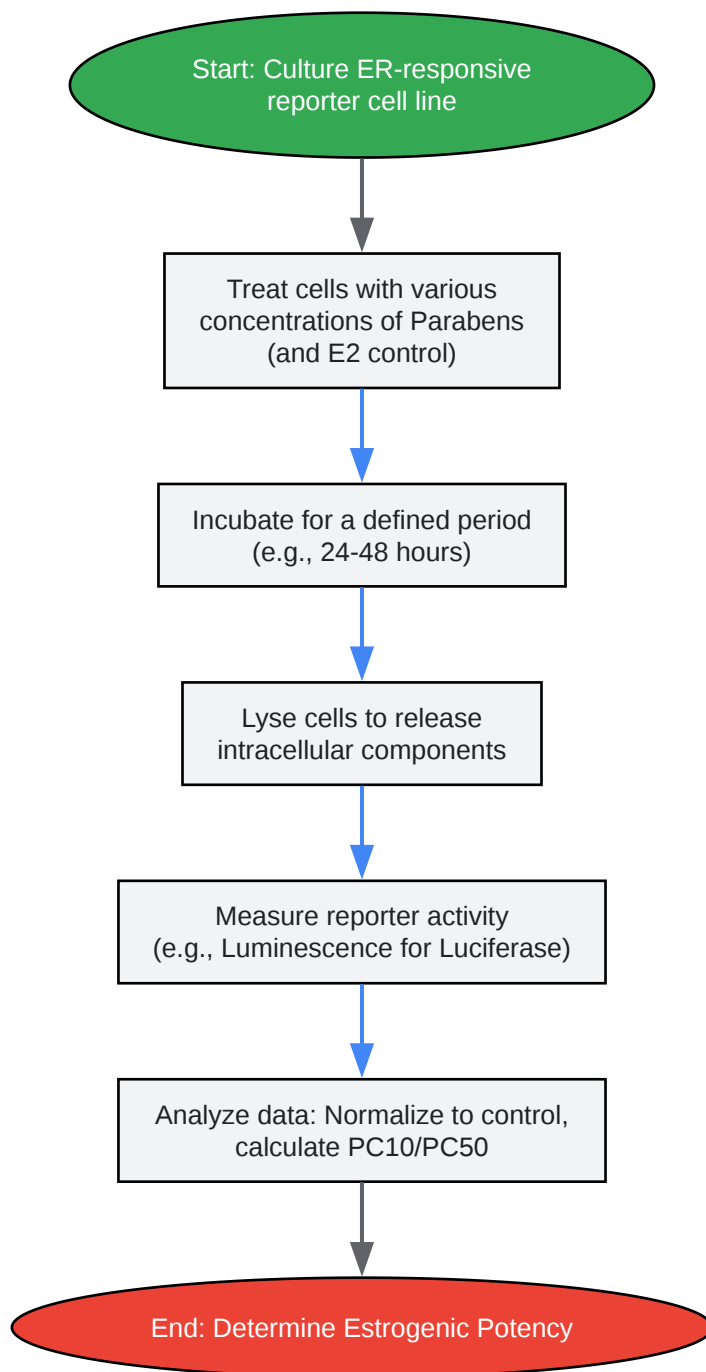 Start: Culture ER-responsive
reporter cell line
Treat cells with various
concentrations of Parabens
(and E2 control)
Incubate for a defined period
(e.g., 24-48 hours)
Lyse cells to release
intracellular components
Measure reporter activity
(e.g., Luminescence for Luciferase)
Analyze data: Normalize to control,
calculate PC10/PC50
End: Determine Estrogenic Potency